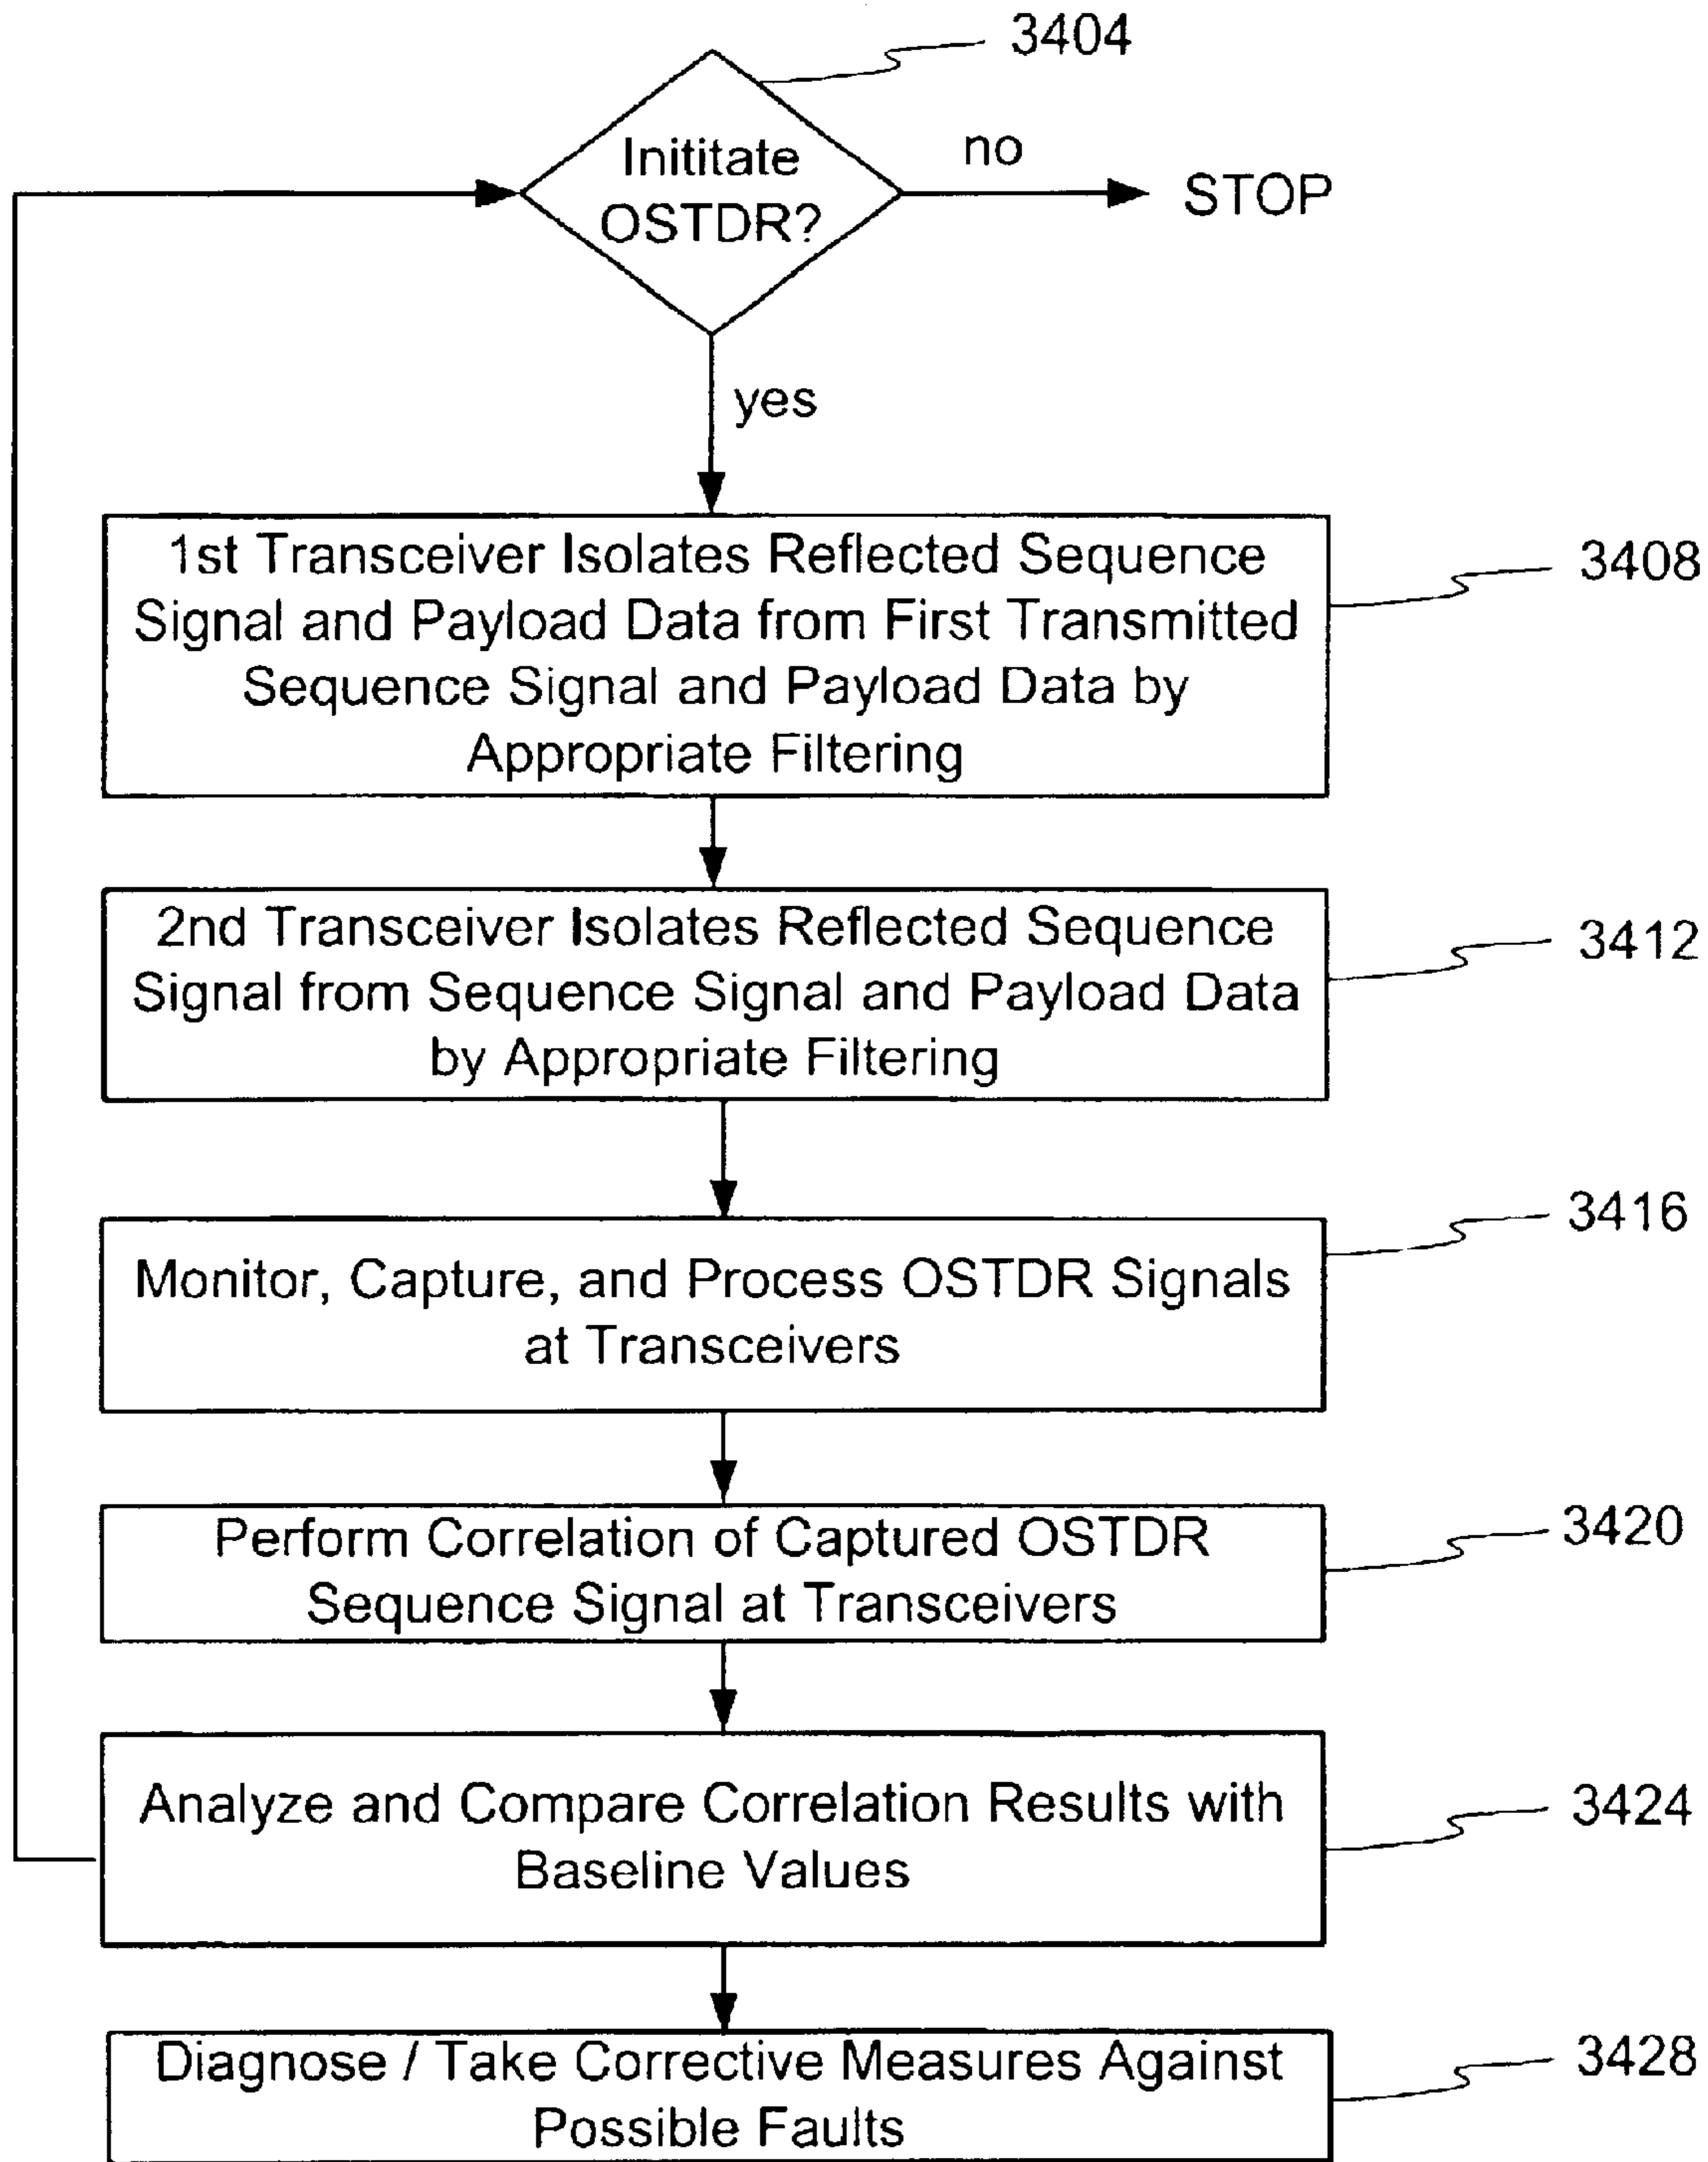 3404
Inititate
OSTDR?
no
STOP
yes
1st Transceiver Isolates Reflected Sequence
Signal and Payload Data from First Transmitted
Sequence Signal and Payload Data by
Appropriate Filtering
3408
2nd Transceiver Isolates Reflected Sequence
Signal from Sequence Signal and Payload Data
by Appropriate Filtering
3412
Monitor, Capture, and Process OSTDR Signals
at Transceivers
3416
Perform Correlation of Captured OSTDR
Sequence Signal at Transceivers
3420
Analyze and Compare Correlation Results with
Baseline Values
3424
Diagnose / Take Corrective Measures Against
Possible Faults
3428